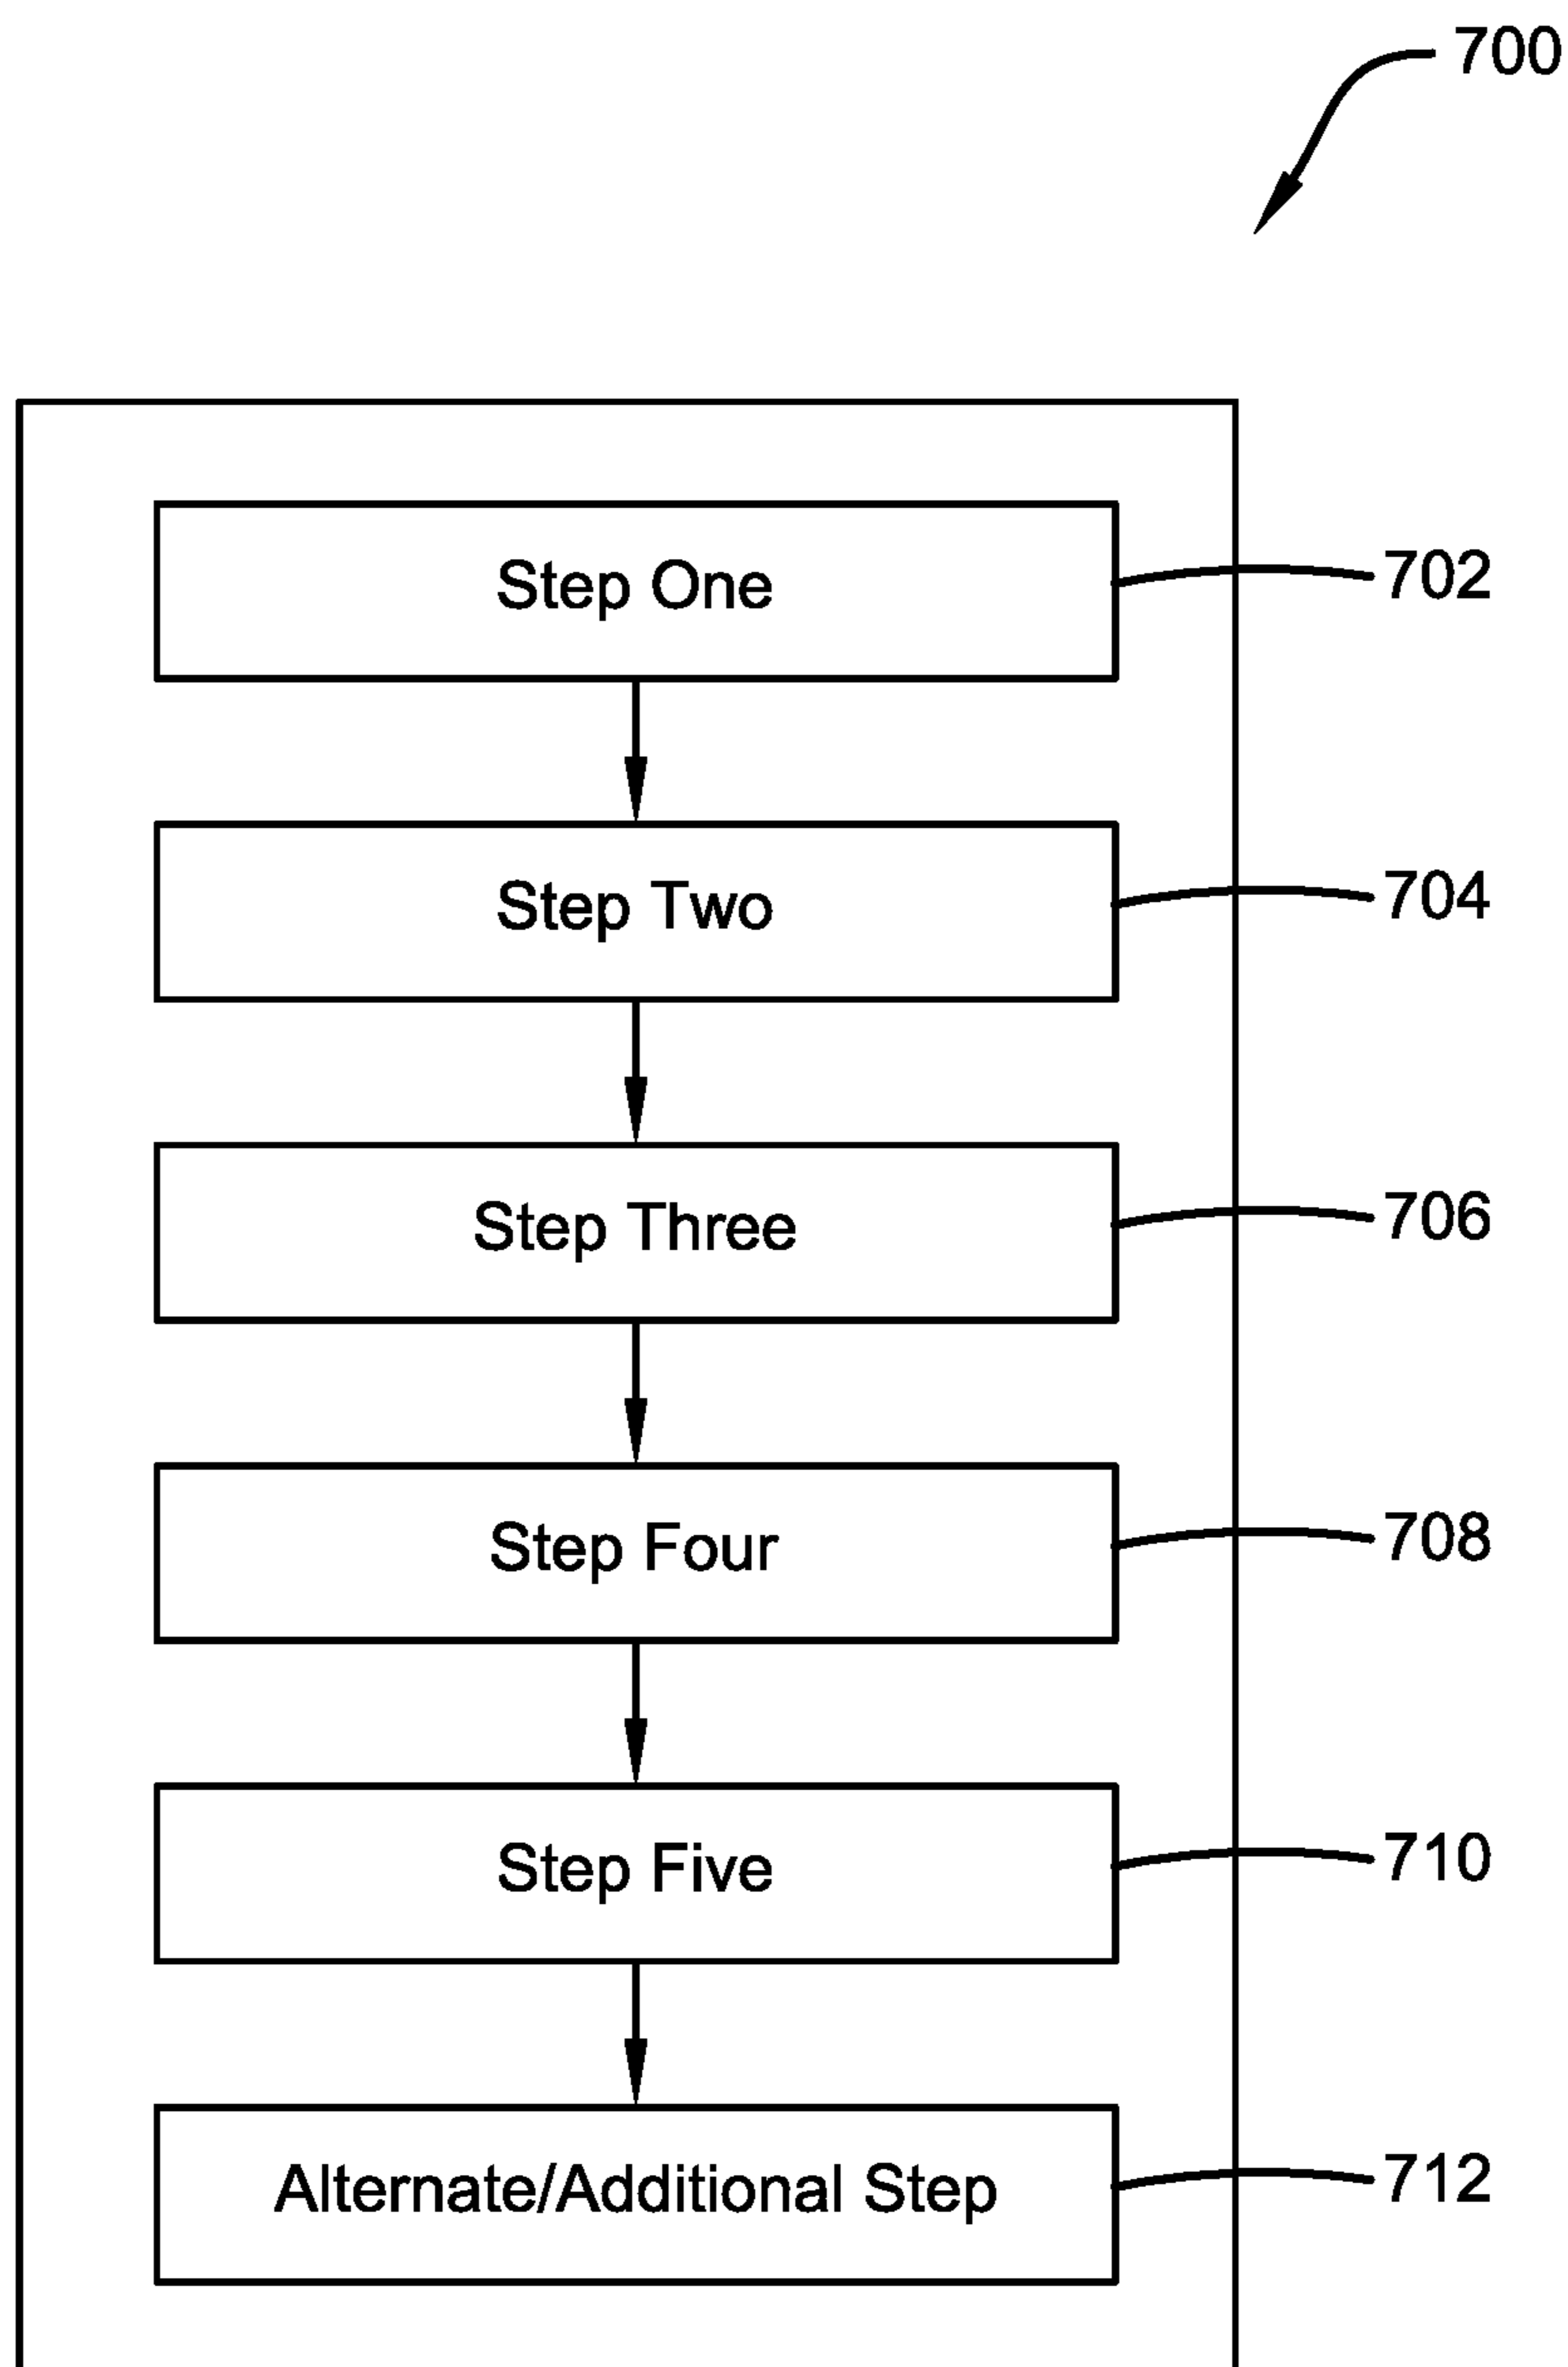 700
Step One
702
Step Two
704
Step Three
706
Step Four
708
Step Five
710
Alternate/Additional Step
712